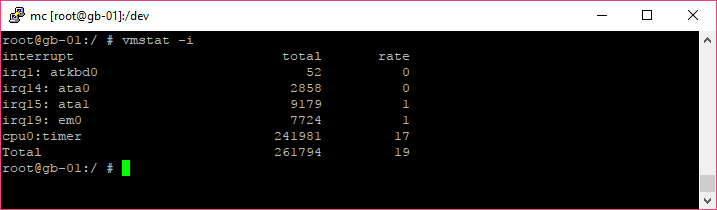 mc [root@gb-01]:/dev
root@gb-01:/ # vmstat -i
interrupt                          total       rate
irq1: atkbd0                          52          0
irq14: ata0                         2858          0
irq15: ata1                         9179          1
irq19: em0                          7724          1
cpu0:timer                        241981         17
Total                             261794         19
root@gb-01:/ #